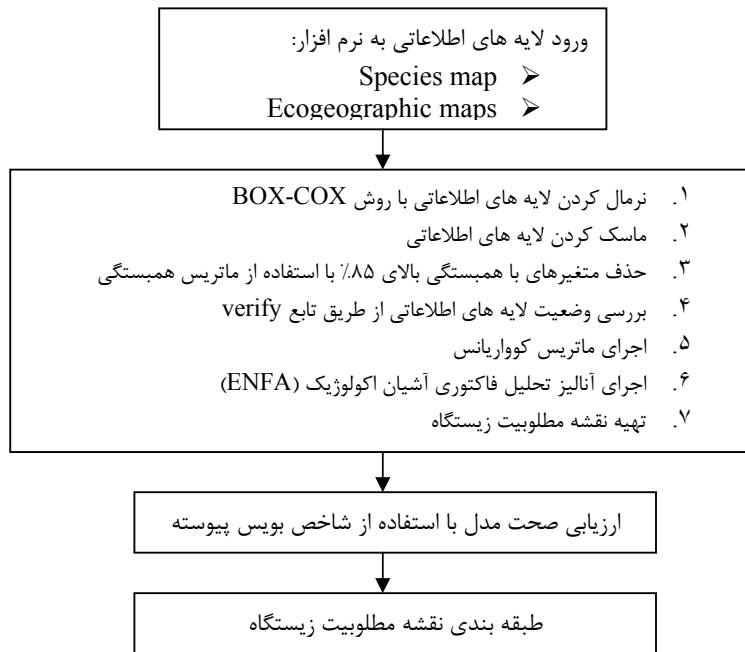 ورود لایه های اطلاعاتی به نرم افزار:
➢ Species map
➢ Ecogeographic maps
۱. نرمال کردن لایه های اطلاعاتی با روش BOX-COX
۲. ماسک کردن لایه های اطلاعاتی
۳. حذف متغیرهای با همبستگی بالای ۸۵٪ با استفاده از ماتریس همبستگی
۴. بررسی وضعیت لایه های اطلاعاتی از طریق تابع verify
۵. اجرای ماتریس کوواریانس
۶. اجرای آنالیز تحلیل فاکتوری آشیان اکولوژیک (ENFA)
۷. تهیه نقشه مطلوبیت زیستگاه
ارزیابی صحت مدل با استفاده از شاخص بویس پیوسته
طبقه بندی نقشه مطلوبیت زیستگاه